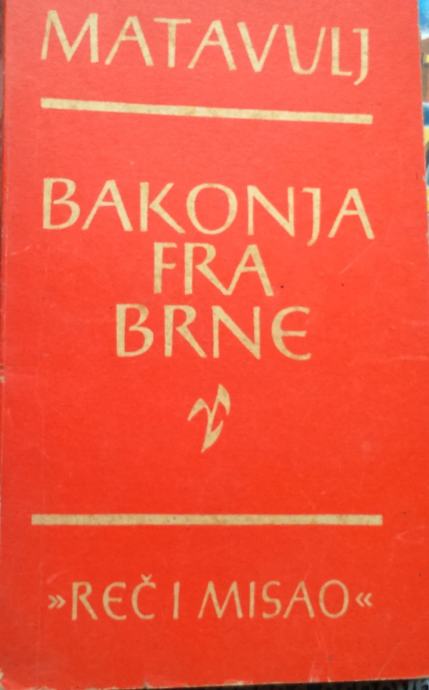 MATAVULJ
BAKONJA
FRA
BRNE
»REČ I MISAO«